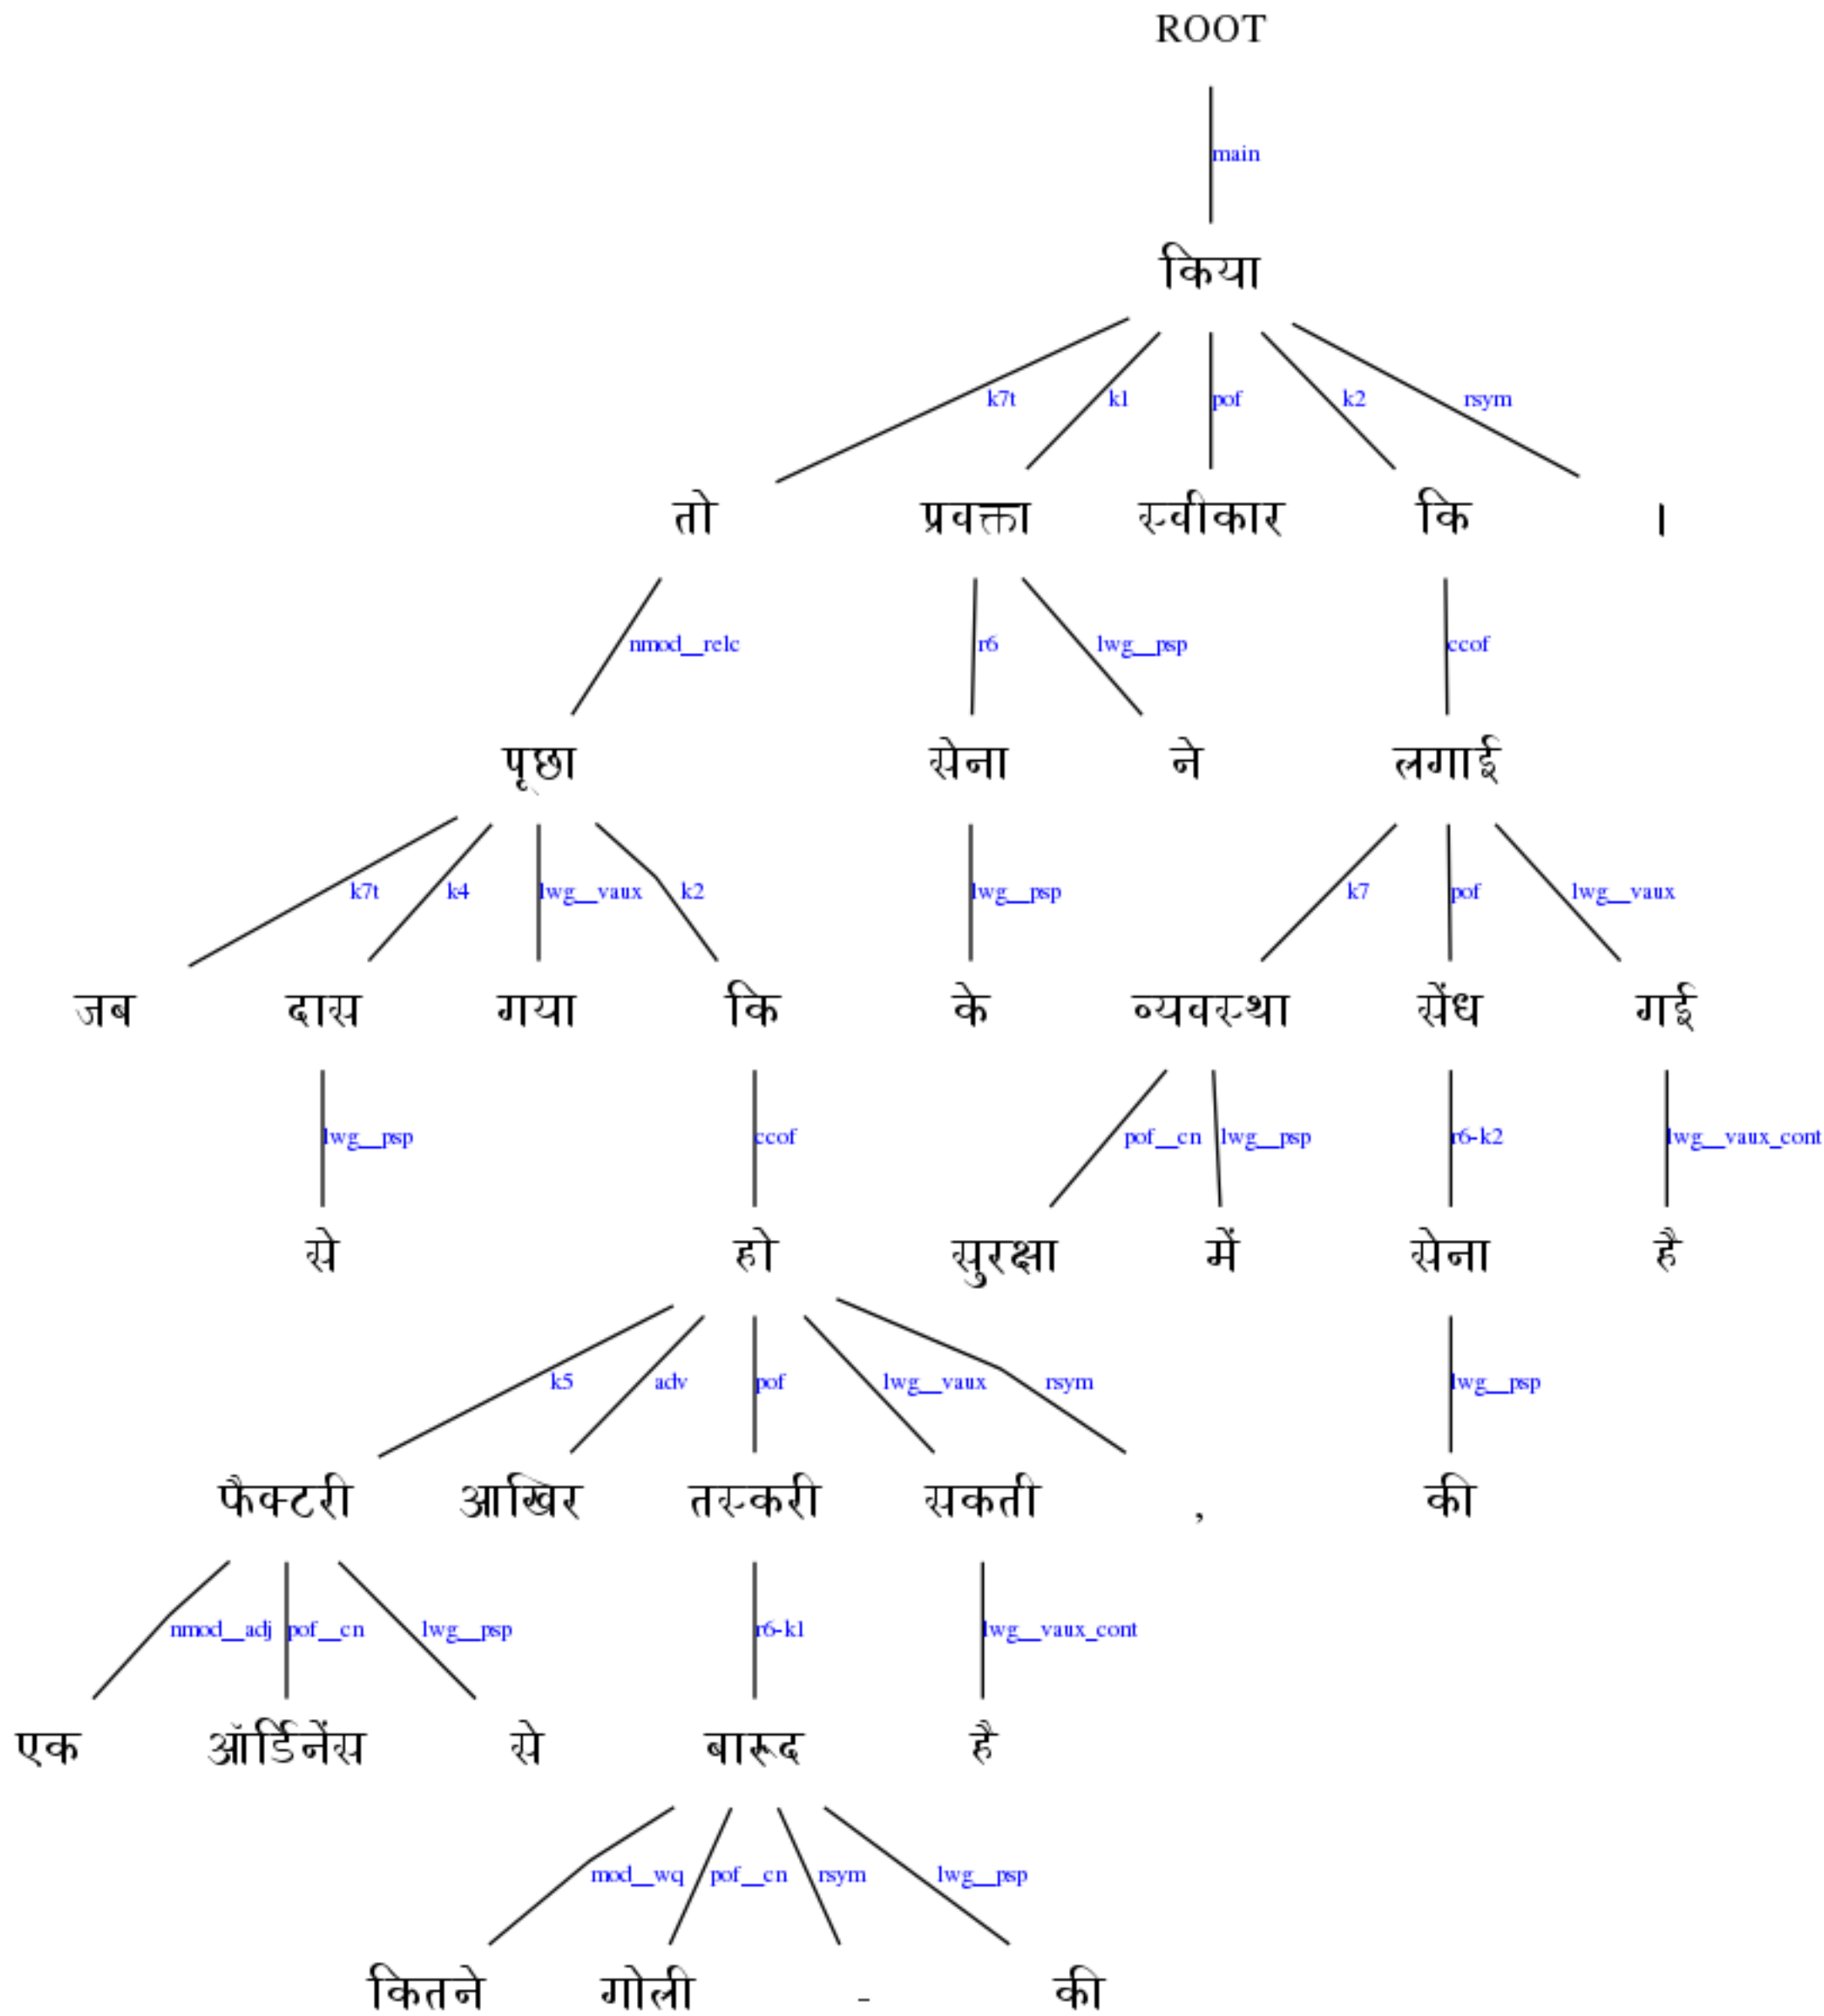 ROOT
main
किया
k7t k1 pof k2 rsym
तो प्रवक्ता स्वीकार कि ।
nmod__relc r6 lwg__psp ccof
पूछा सेना ने लगाई
k7t k4 lwg__vaux k2 lwg__psp k7 pof lwg__vaux
जब दास गया कि के व्यवस्था सेंध गई
lwg__psp ccof pof__cn lwg__psp r6-k2 lwg__vaux_cont
से हो सुरक्षा में सेना है
k5 adv pof lwg__vaux rsym lwg__psp
फैक्टरी आखिर तस्करी सकती , की
nmod__adj pof__cn lwg__psp r6-k1 lwg__vaux_cont
एक ऑर्डिनेंस से बारूद है
mod__wq pof__cn rsym lwg__psp
कितने गोली - की